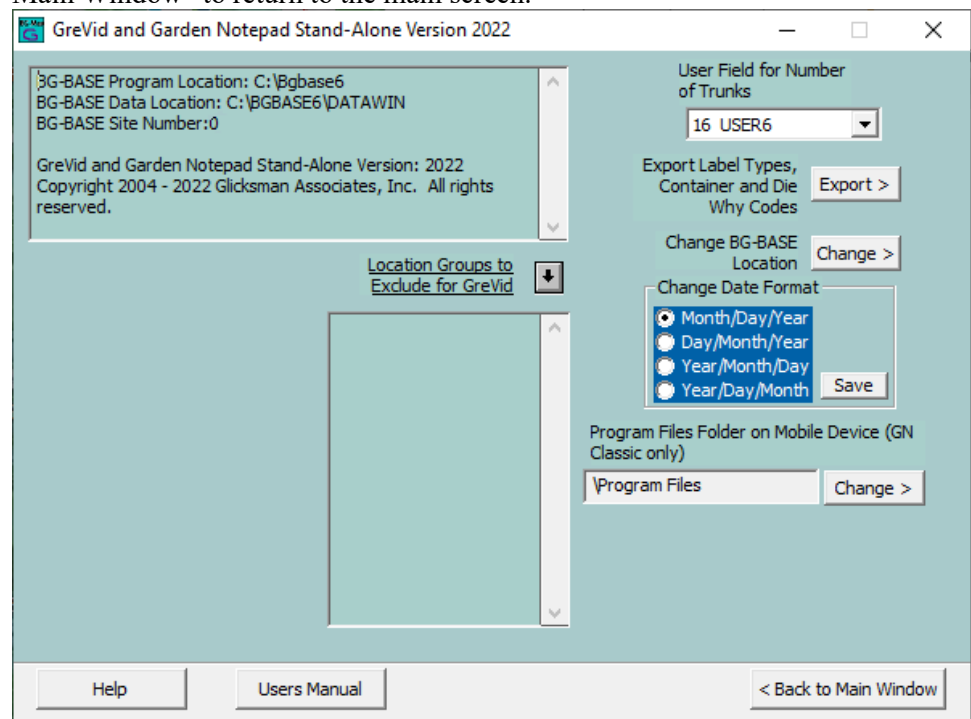 Main Window" to return to the main screen.
GreVid and Garden Notepad Stand-Alone Version 2022
BG-BASE Program Location: C:\Bgbase6
BG-BASE Data Location: C:\BGBASE6\DATAWIN
BG-BASE Site Number:0
GreVid and Garden Notepad Stand-Alone Version: 2022
Copyright 2004 - 2022 Glicksman Associates, Inc. All rights
reserved.
Location Groups to
Exclude for GreVid
User Field for Number
of Trunks
16 USER6
Export Label Types,
Container and Die
Why Codes
Export >
Change BG-BASE
Location
Change >
Change Date Format
Month/Day/Year
Day/Month/Year
Year/Month/Day
Year/Day/Month
Save
Program Files Folder on Mobile Device (GN
Classic only)
\Program Files
Change >
Help
Users Manual
< Back to Main Window